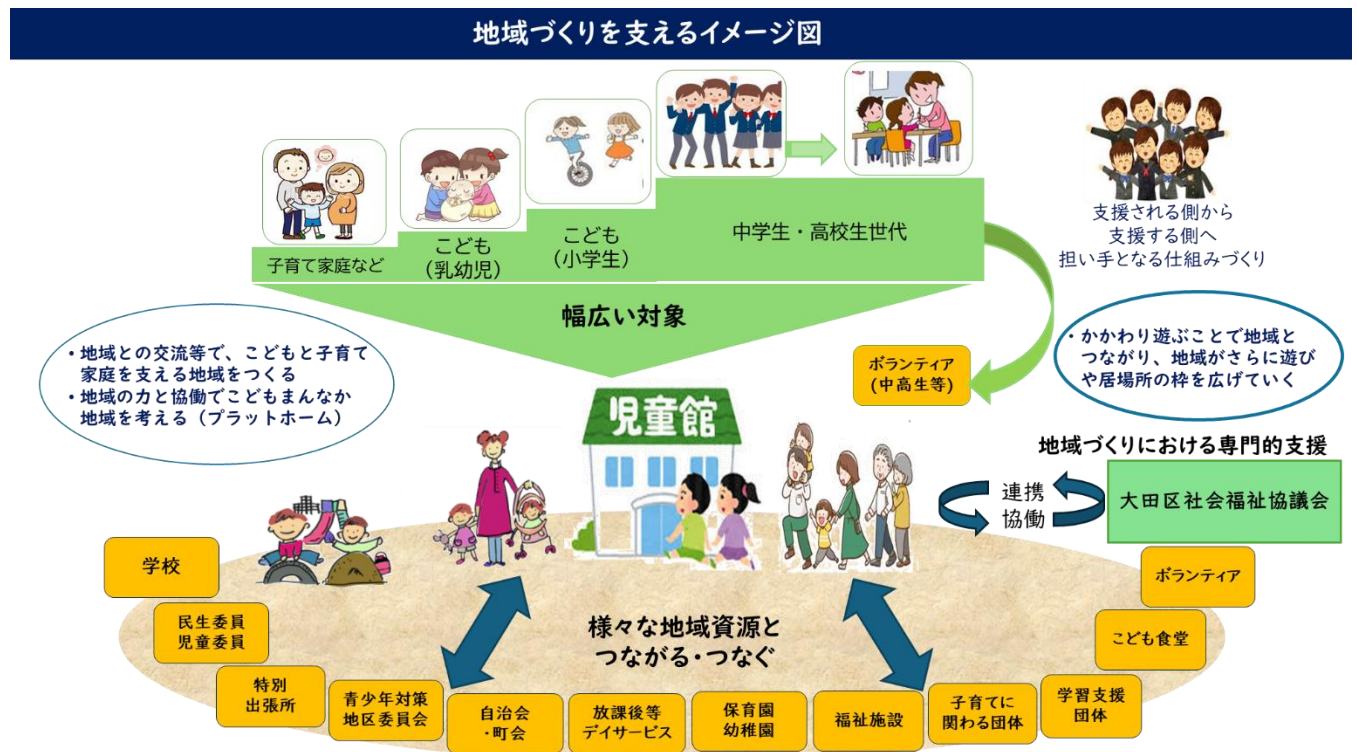 地域づくりを支えるイメージ図
子育て家庭など
こども
(乳幼児)
こども
(小学生)
中学生・高校生世代
支援される側から
支援する側へ
担い手となる仕組みづくり
幅広い対象
・地域との交流等で、こどもと子育て
家庭を支える地域をつくる
・地域の力と協働でこどもまんなか
地域を考える（プラットホーム）
ボランティア
(中高生等)
・かかわり遊ぶことで地域と
つながり、地域がさらに遊び
や居場所の枠を広げていく
児童館
地域づくりにおける専門的支援
連携
協働
大田区社会福祉協議会
様々な地域資源と
つながる・つなぐ
学校
民生委員
児童委員
特別
出張所
青少年対策
地区委員会
自治会
・町会
放課後等
デイサービス
保育園
幼稚園
福祉施設
子育てに
関わる団体
学習支援
団体
こども食堂
ボランティア